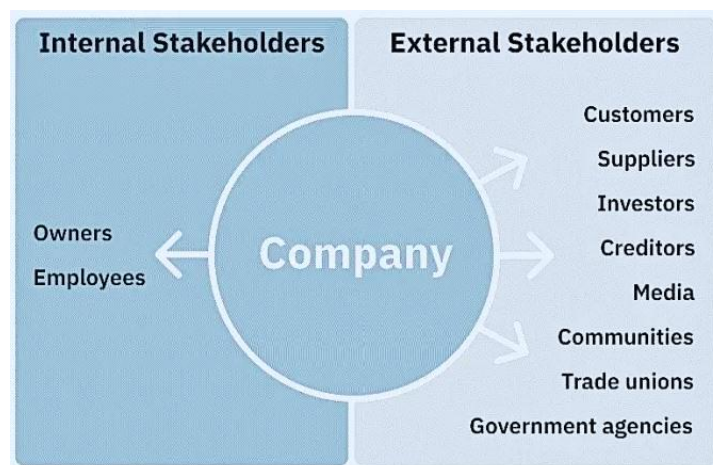 Internal Stakeholders
External Stakeholders
Owners
Employees
Company
Customers
Suppliers
Investors
Creditors
Media
Communities
Trade unions
Government agencies